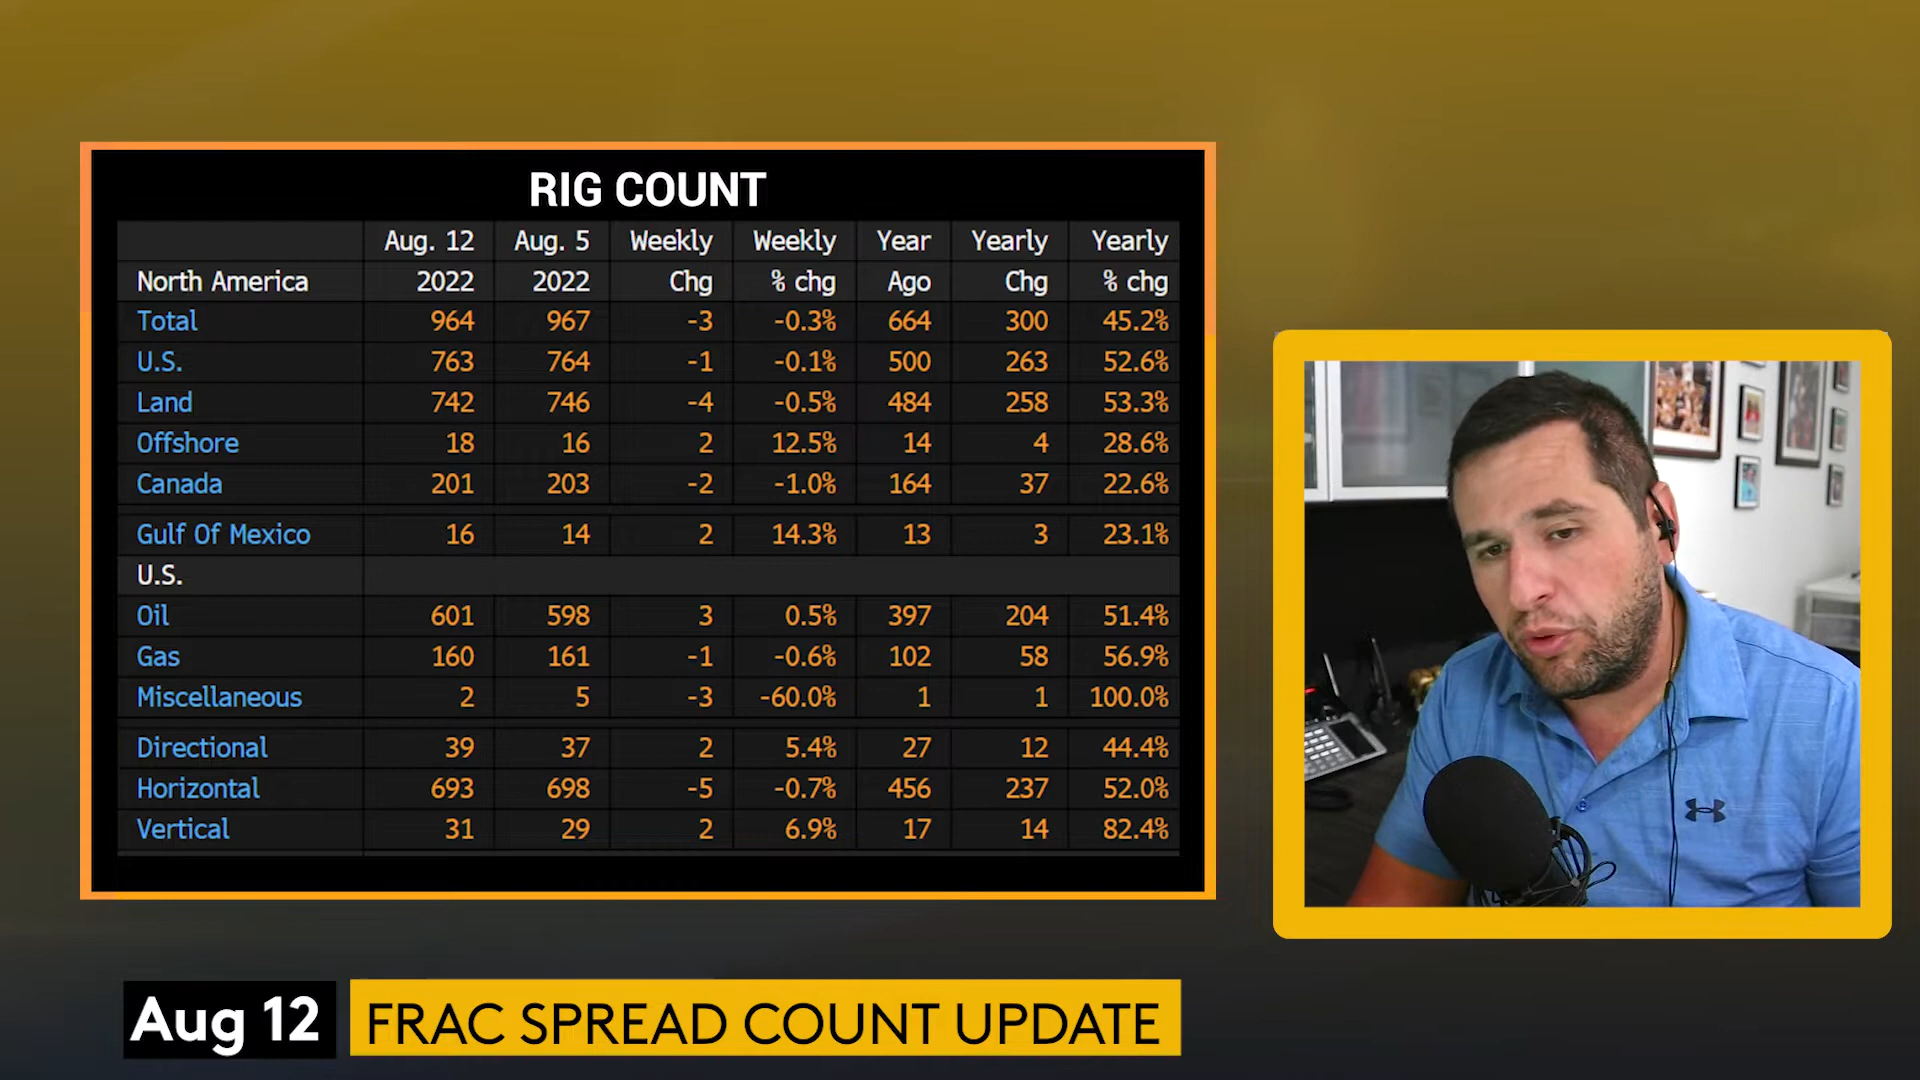 RIG COUNT
Aug. 12 Aug. 5 Weekly Weekly Year Yearly Yearly
North America 2022 2022 Chg % chg Ago Chg % chg
Total 964 967 -3 -0.3% 664 300 45.2%
U.S. 763 764 -1 -0.1% 500 263 52.6%
Land 742 746 -4 -0.5% 484 258 53.3%
Offshore 18 16 2 12.5% 14 4 28.6%
Canada 201 203 -2 -1.0% 164 37 22.6%
Gulf Of Mexico 16 14 2 14.3% 13 3 23.1%
U.S.
Oil 601 598 3 0.5% 397 204 51.4%
Gas 160 161 -1 -0.6% 102 58 56.9%
Miscellaneous 2 5 -3 -60.0% 1 1 100.0%
Directional 39 37 2 5.4% 27 12 44.4%
Horizontal 693 698 -5 -0.7% 456 237 52.0%
Vertical 31 29 2 6.9% 17 14 82.4%
Aug 12 FRAC SPREAD COUNT UPDATE